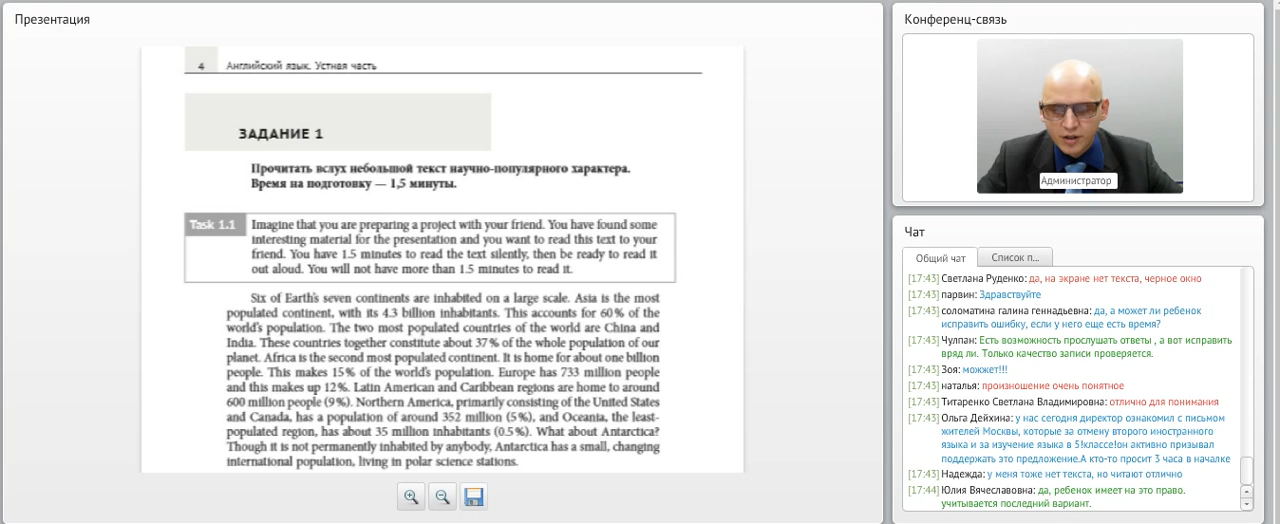 Презентация
4 Английский язык. Устная часть
ЗАДАНИЕ 1
Прочитать вслух небольшой текст научно-популярного характера.
Время на подготовку — 1,5 минуты.
Task 1.1
Imagine that you are preparing a project with your friend. You have found some
interesting material for the presentation and you want to read this text to your
friend. You have 1.5 minutes to read the text silently, then be ready to read it
out aloud. You will not have more than 1.5 minutes to read it.
Six of Earth's seven continents are inhabited on a large scale. Asia is the most
populated continent, with its 4.3 billion inhabitants. This accounts for 60% of the
world's population. The two most populated countries of the world are China and
India. These countries together constitute about 37% of the whole population of our
planet. Africa is the second most populated continent. It is home for about one billion
people. This makes 15% of the world's population. Europe has 733 million people
and this makes up 12%. Latin American and Caribbean regions are home to around
600 million people (9%). Northern America, primarily consisting of the United States
and Canada, has a population of around 352 million (5%), and Oceania, the least-
populated region, has about 35 million inhabitants (0.5%). What about Antarctica?
Though it is not permanently inhabited by anybody, Antarctica has a small, changing
international population, living in polar science stations.
Конференц-связь
Администратор
Чат
Общий чат
Список п...
[17:43] Светлана Руденко: да, на экране нет текста, черное окно
[17:43] парвин: Здравствуйте
[17:43] соломатина галина геннадьевна: да, а может ли ребенок
исправить ошибку, если у него еще есть время?
[17:43] Чулпан: Есть возможность прослушать ответы , а вот исправить
вряд ли. Только качество записи проверяется.
[17:43] Зоя: можжет!!!
[17:43] наталья: произношение очень понятное
[17:43] Титаренко Светлана Владимировна: отлично для понимания
[17:43] Ольга Дейхина: у нас сегодня директор ознакомил с письмом
жителей Москвы, которые за отмену второго иностранного
языка и за изучение языка в 5!классе!он активно призывал
поддержать это предложение.А кто-то просит 3 часа в началке
[17:43] Надежда: у меня тоже нет текста, но читают отлично
[17:44] Юлия Вячеславовна: да, ребенок имеет на это право.
учитывается последний вариант.